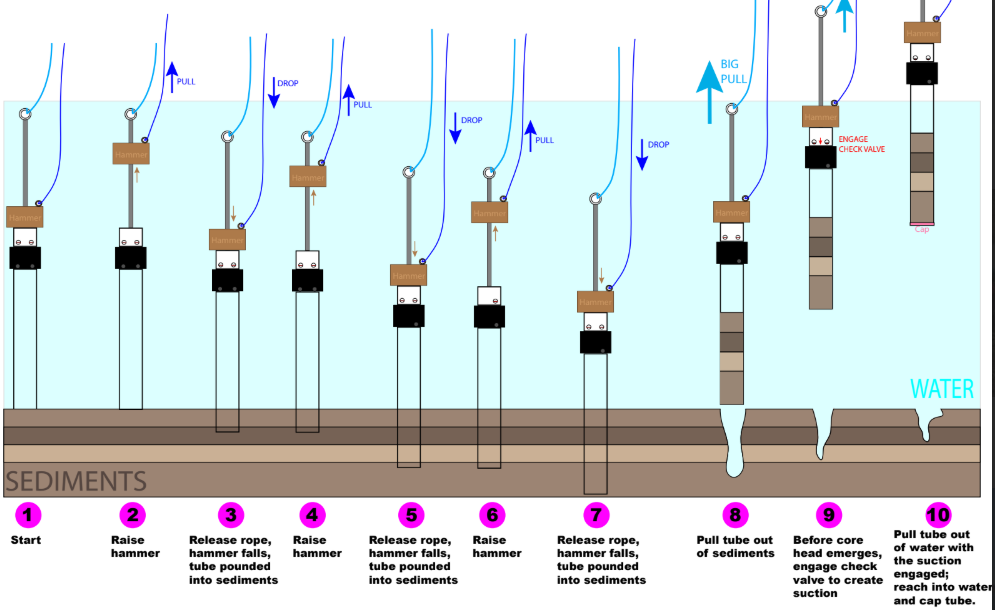 BIG
PULL
PULL
DROP
PULL
DROP
PULL
DROP
ENGAGE
CHECK VALVE
Hammer
Hammer
Hammer
Hammer
Hammer
Hammer
Hammer
Hammer
Hammer
Hammer
Cap
WATER
SEDIMENTS
1
Start
2
Raise
hammer
3
Release rope,
hammer falls,
tube pounded
into sediments
4
Raise
hammer
5
Release rope,
hammer falls,
tube pounded
into sediments
6
Raise
hammer
7
Release rope,
hammer falls,
tube pounded
into sediments
8
Pull tube out
of sediments
9
Before core
head emerges,
engage check
valve to create
suction
10
Pull tube out
of water with
the suction
engaged;
reach into water
and cap tube.